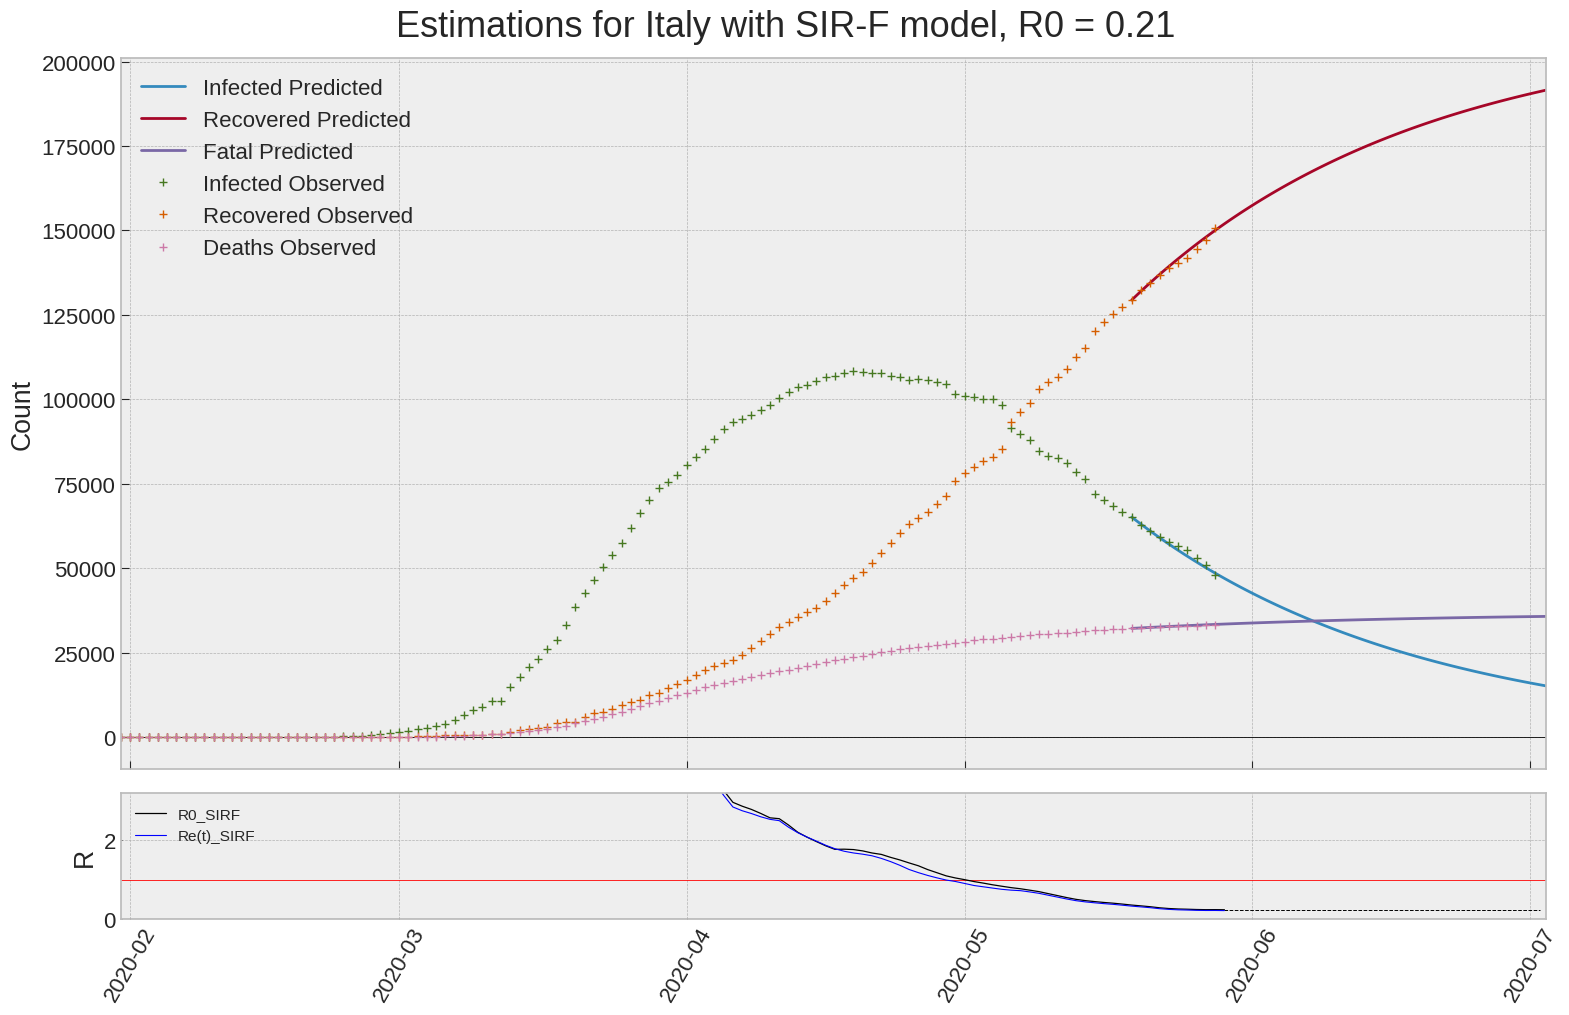 Estimations for Italy with SIR-F model, R0 = 0.21
200000
175000
150000
125000
100000
75000
50000
25000
0
Count
Infected Predicted
Recovered Predicted
Fatal Predicted
Infected Observed
Recovered Observed
Deaths Observed
2
0
R
R0_SIRF
Re(t)_SIRF
2020-02
2020-03
2020-04
2020-05
2020-06
2020-07